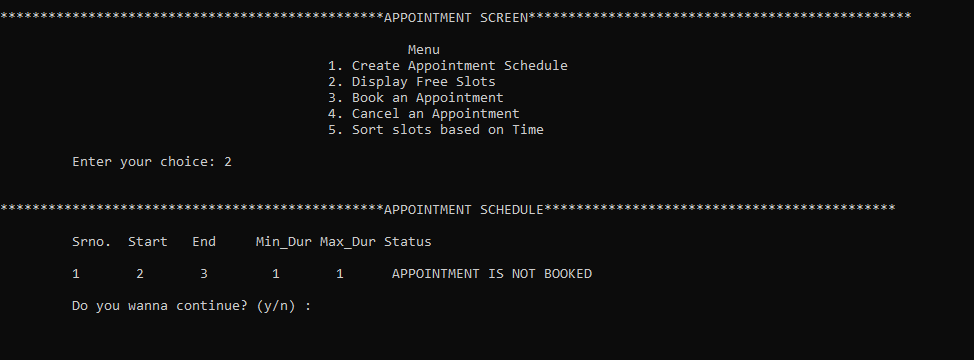 ************************************************APPOINTMENT SCREEN************************************************
Menu
1. Create Appointment Schedule
2. Display Free Slots
3. Book an Appointment
4. Cancel an Appointment
5. Sort slots based on Time
Enter your choice: 2
************************************************APPOINTMENT SCHEDULE********************************************
Srno. Start End Min_Dur Max_Dur Status
1 2 3 1 1 APPOINTMENT IS NOT BOOKED
Do you wanna continue? (y/n) :